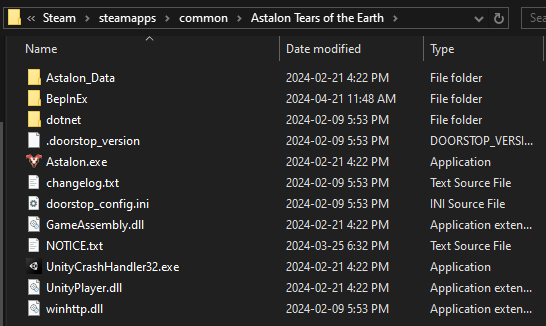 Steam > steamapps > common > Astalon Tears of the Earth > Sea
Name Date modified Type
Astalon_Data 2024-02-21 4:22 PM File folder
BepInEx 2024-04-21 11:48 AM File folder
dotnet 2024-02-09 5:53 PM File folder
.doorstop_version 2024-02-09 5:53 PM DOORSTOP_VERSI...
Astalon.exe 2024-02-21 4:22 PM Application
changelog.txt 2024-02-09 5:53 PM Text Source File
doorstop_config.ini 2024-02-09 5:53 PM INI Source File
GameAssembly.dll 2024-02-21 4:22 PM Application exten...
NOTICE.txt 2024-03-25 6:32 PM Text Source File
UnityCrashHandler32.exe 2024-02-21 4:22 PM Application
UnityPlayer.dll 2024-02-21 4:22 PM Application exten...
winhttp.dll 2024-02-09 5:53 PM Application exten...